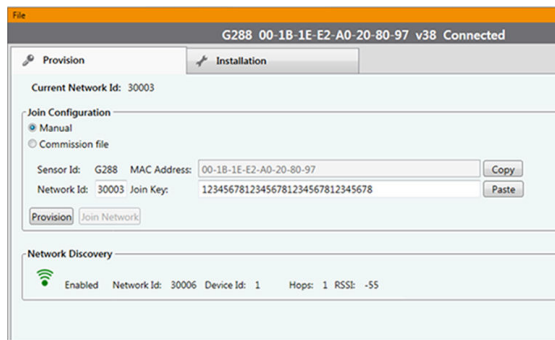 File
G288 00-1B-1E-E2-A0-20-80-97 v38 Connected
Provision Installation
Current Network Id: 30003
Join Configuration
Manual
Commission file
Sensor Id: G288 MAC Address: 00-1B-1E-E2-A0-20-80-97 Copy
Network Id: 30003 Join Key: 12345678123456781234567812345678 Paste
Provision Join Network
Network Discovery
Enabled Network Id: 30006 Device Id: 1 Hops: 1 RSSI: -55